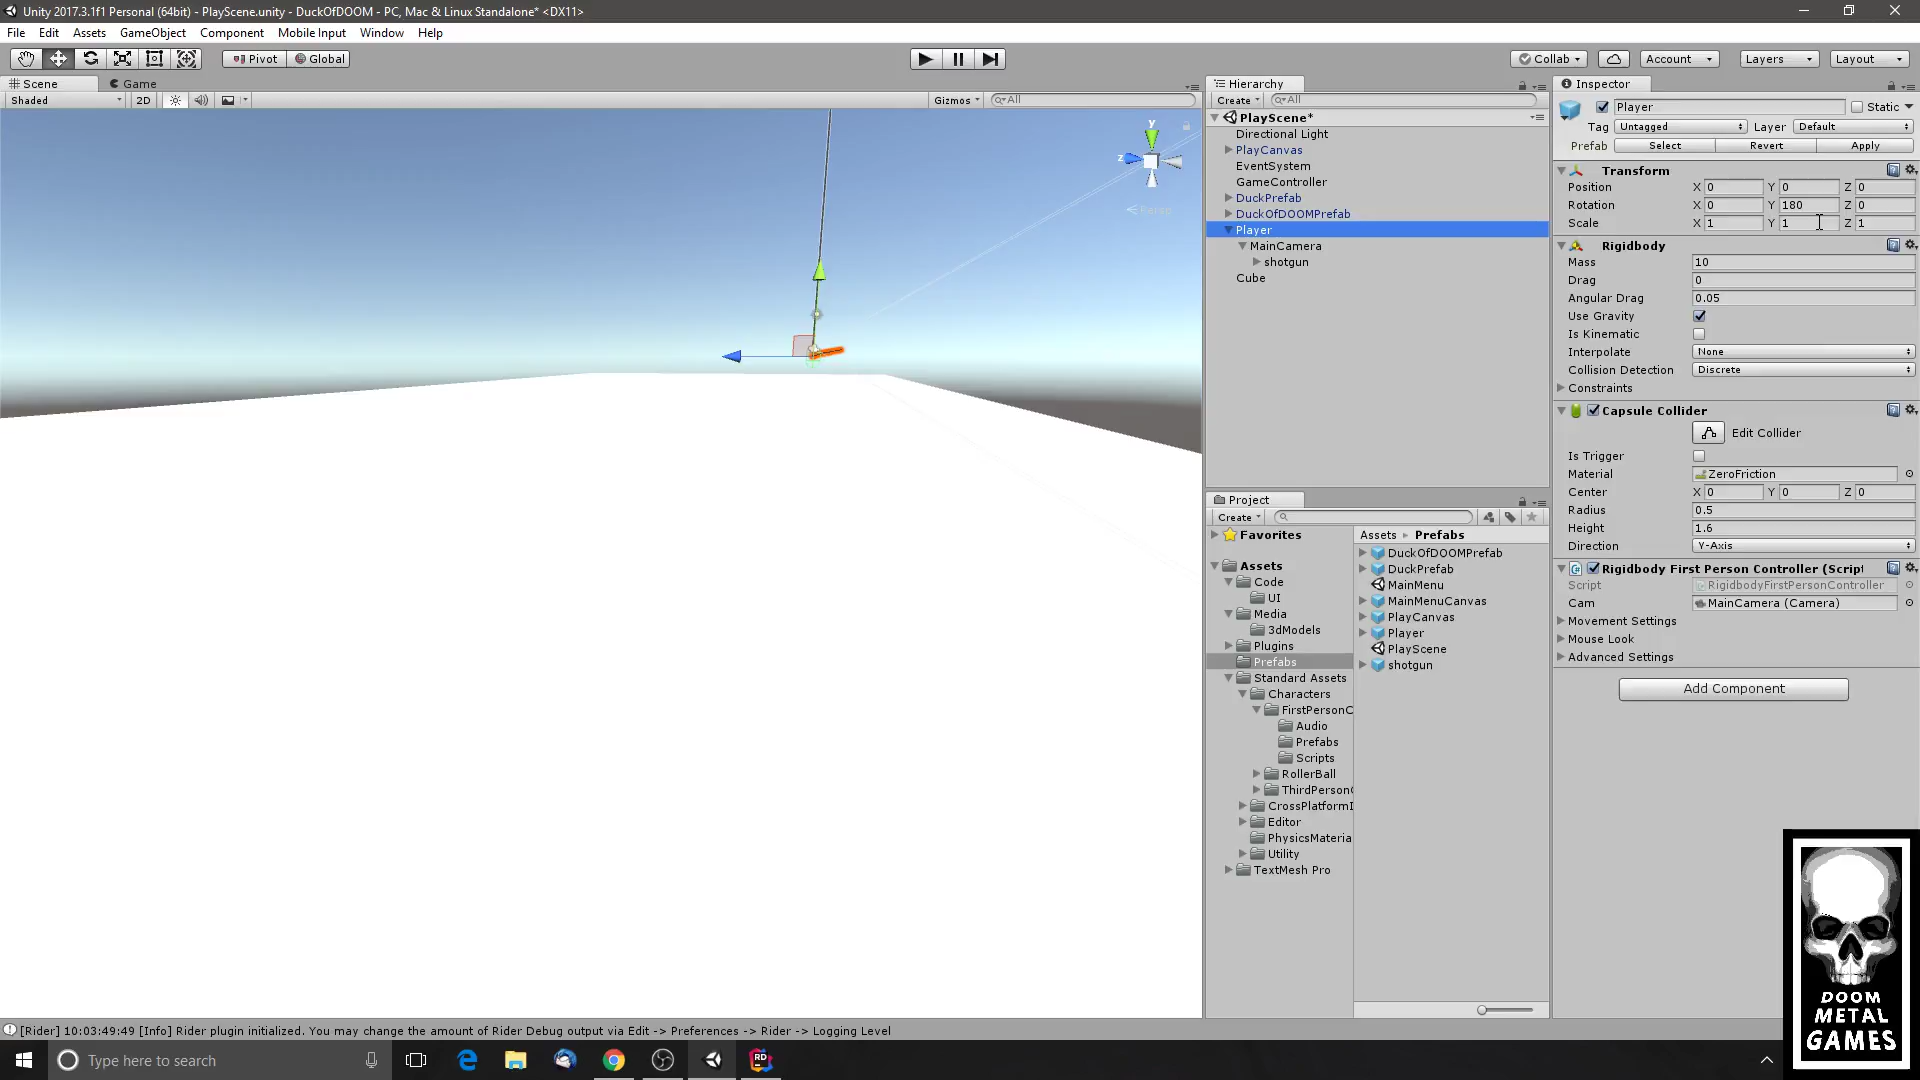 Unity 2017.3.1f1 Personal (64bit) - PlayScene.unity - DuckOfDOOM - PC, Mac & Linux Standalone* <DX11>
File Edit Assets GameObject Component Mobile Input Window Help
Pivot Global
Collab Account Layers Layout
Scene Game
Shaded 2D Gizmos All
y
z
Persp
Hierarchy
Create All
PlayScene*
Directional Light
PlayCanvas
EventSystem
GameController
DuckPrefab
DuckOfDOOMPrefab
Player
MainCamera
shotgun
Cube
Project
Create
Favorites
Assets
Code
UI
Media
3dModels
Plugins
Prefabs
Standard Assets
Characters
FirstPersonC
Audio
Prefabs
Scripts
RollerBall
ThirdPerson
CrossPlatformI
Editor
PhysicsMateria
Utility
TextMesh Pro
Assets Prefabs
DuckOfDOOMPrefab
DuckPrefab
MainMenu
MainMenuCanvas
PlayCanvas
Player
PlayScene
shotgun
Inspector
Player Static
Tag Untagged Layer Default
Prefab Select Revert Apply
Transform
Position X 0 Y 0 Z 0
Rotation X 0 Y 180 Z 0
Scale X 1 Y 1 Z 1
Rigidbody
Mass 10
Drag 0
Angular Drag 0.05
Use Gravity
Is Kinematic
Interpolate None
Collision Detection Discrete
Constraints
Capsule Collider
Edit Collider
Is Trigger
Material ZeroFriction
Center X 0 Y 0 Z 0
Radius 0.5
Height 1.6
Direction Y-Axis
Rigidbody First Person Controller (Script
Script RigidbodyFirstPersonController
Cam MainCamera (Camera)
Movement Settings
Mouse Look
Advanced Settings
Add Component
[Rider] 10:03:49:49 [Info] Rider plugin initialized. You may change the amount of Rider Debug output via Edit -> Preferences -> Rider -> Logging Level
Type here to search
RD
DOOM
METAL
GAMES